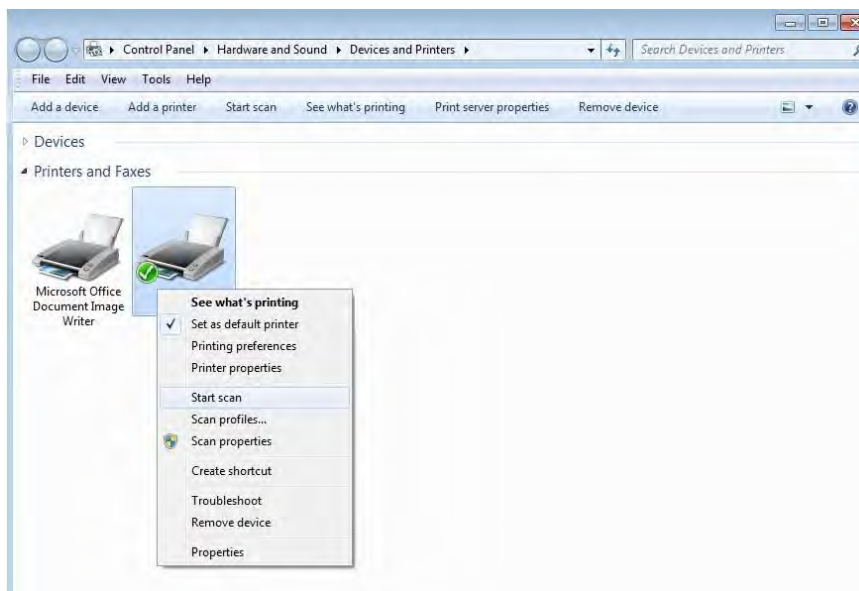 Control Panel ▸ Hardware and Sound ▸ Devices and Printers ▸ Search Devices and Printers
File Edit View Tools Help
Add a device Add a printer Start scan See what's printing Print server properties Remove device
Devices
Printers and Faxes
Microsoft Office
Document Image
Writer
See what's printing
Set as default printer
Printing preferences
Printer properties
Start scan
Scan profiles...
Scan properties
Create shortcut
Troubleshoot
Remove device
Properties